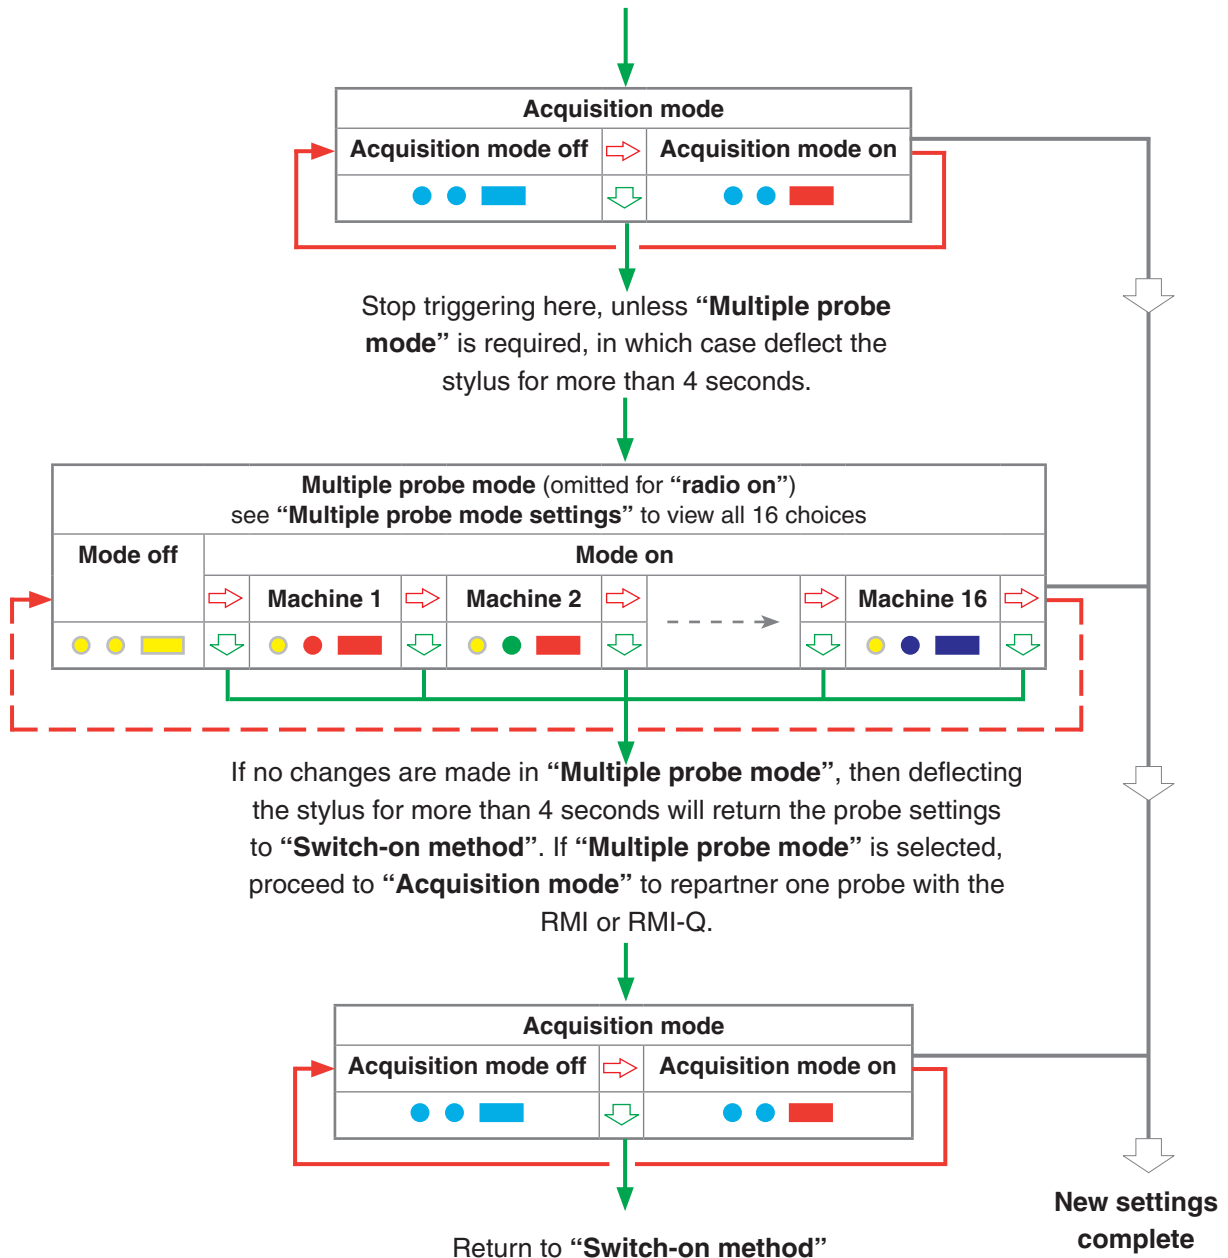 Acquisition mode
Acquisition mode off
Acquisition mode on
Stop triggering here, unless “Multiple probe
mode” is required, in which case deflect the
stylus for more than 4 seconds.
Multiple probe mode (omitted for “radio on”)
see “Multiple probe mode settings” to view all 16 choices
Mode off
Mode on
Machine 1
Machine 2
Machine 16
If no changes are made in “Multiple probe mode”, then deflecting
the stylus for more than 4 seconds will return the probe settings
to “Switch-on method”. If “Multiple probe mode” is selected,
proceed to “Acquisition mode” to repartner one probe with the
RMI or RMI-Q.
Acquisition mode
Acquisition mode off
Acquisition mode on
Return to “Switch-on method”
New settings
complete